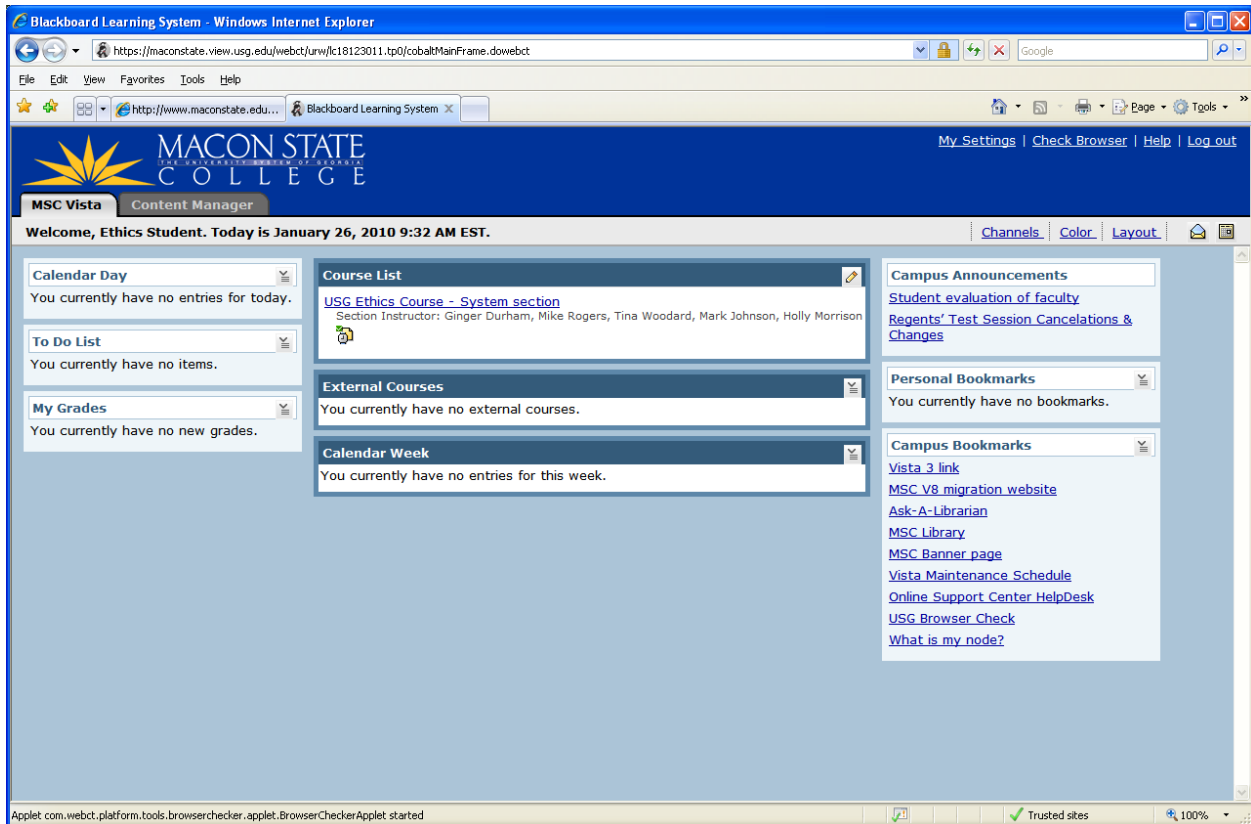 Blackboard Learning System - Windows Internet Explorer
https://maconstate.view.usg.edu/webct/urw/lc18123011.tp0/cobaltMainFrame.dowebct
Google
File Edit View Favorites Tools Help
http://www.maconstate.edu... Blackboard Learning System
Page Tools »
MACON STATE
THE UNIVERSITY SYSTEM OF GEORGIA
COLLEGE
My Settings | Check Browser | Help | Log out
MSC Vista Content Manager
Welcome, Ethics Student. Today is January 26, 2010 9:32 AM EST.
Channels Color Layout
Calendar Day
You currently have no entries for today.
To Do List
You currently have no items.
My Grades
You currently have no new grades.
Course List
USG Ethics Course - System section
Section Instructor: Ginger Durham, Mike Rogers, Tina Woodard, Mark Johnson, Holly Morrison
External Courses
You currently have no external courses.
Calendar Week
You currently have no entries for this week.
Campus Announcements
Student evaluation of faculty
Regents' Test Session Cancelations &
Changes
Personal Bookmarks
You currently have no bookmarks.
Campus Bookmarks
Vista 3 link
MSC V8 migration website
Ask-A-Librarian
MSC Library
MSC Banner page
Vista Maintenance Schedule
Online Support Center HelpDesk
USG Browser Check
What is my node?
Applet com.webct.platform.tools.browserchecker.applet.BrowserCheckerApplet started
Trusted sites
100%